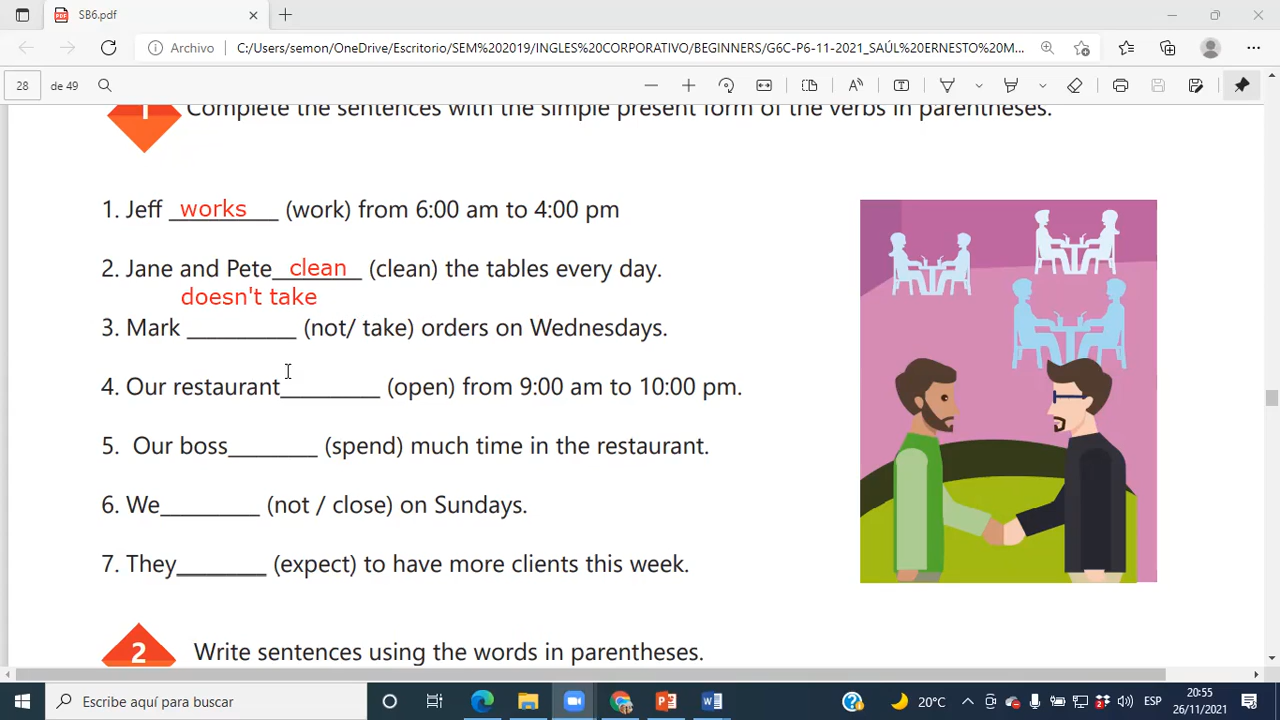 SB6.pdf
Archivo
C:/Users/semon/OneDrive/Escritorio/SEM%202019/INGLES%20CORPORATIVO/BEGINNERS/G6C-P6-11-2021_SAÚL%20ERNESTO%20M...
28 de 49
1 Complete the sentences with the simple present form of the verbs in parentheses.
1. Jeff works (work) from 6:00 am to 4:00 pm
2. Jane and Pete clean (clean) the tables every day.
doesn't take
3. Mark __________ (not/ take) orders on Wednesdays.
4. Our restaurant_________ (open) from 9:00 am to 10:00 pm.
5. Our boss________ (spend) much time in the restaurant.
6. We_________ (not / close) on Sundays.
7. They________ (expect) to have more clients this week.
2 Write sentences using the words in parentheses.
Escribe aquí para buscar
20°C
ESP
20:55
26/11/2021